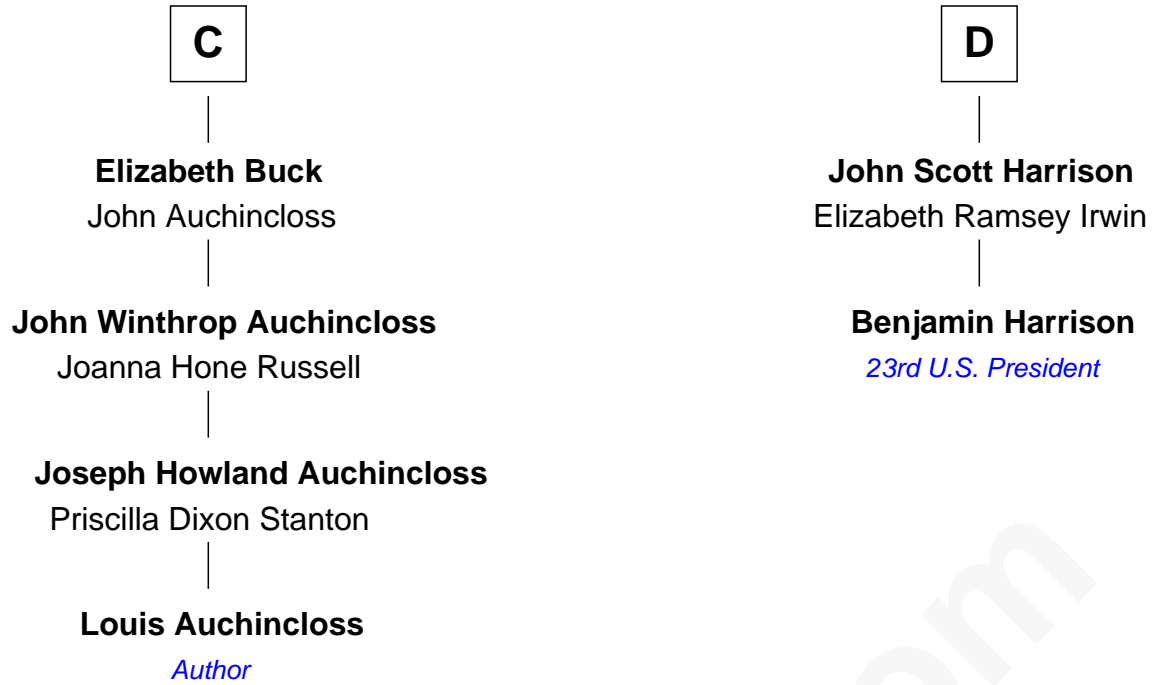 C
Elizabeth Buck
John Auchincloss
John Winthrop Auchincloss
Joanna Hone Russell
Joseph Howland Auchincloss
Priscilla Dixon Stanton
Louis Auchincloss
Author
D
John Scott Harrison
Elizabeth Ramsey Irwin
Benjamin Harrison
23rd U.S. President
om